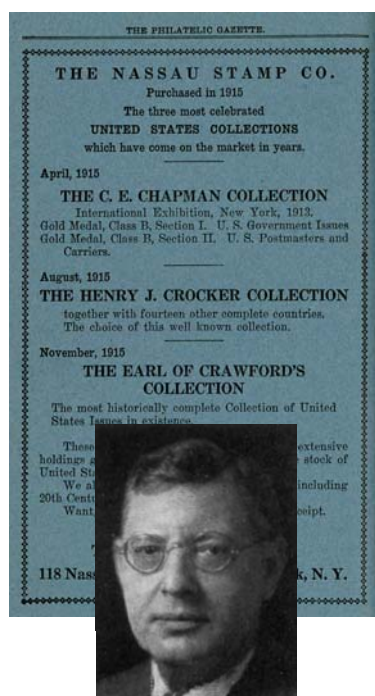 THE PHILATELIC GAZETTE.
THE NASSAU STAMP CO.
Purchased in 1915
The three most celebrated
UNITED STATES COLLECTIONS
which have come on the market in years.
April, 1915
THE C. E. CHAPMAN COLLECTION
International Exhibition, New York, 1913.
Gold Medal, Class B, Section I. U. S. Government Issues
Gold Medal, Class B, Section II. U. S. Postmasters and
Carriers.
August, 1915
THE HENRY J. CROCKER COLLECTION
together with fourteen other complete countries.
The choice of this well known collection.
November, 1915
THE EARL OF CRAWFORD'S
COLLECTION
The most historically complete Collection of United
States Issues in existence.
These extensive
holdings stock of
United
We including
20th
Want
118 N. Y.